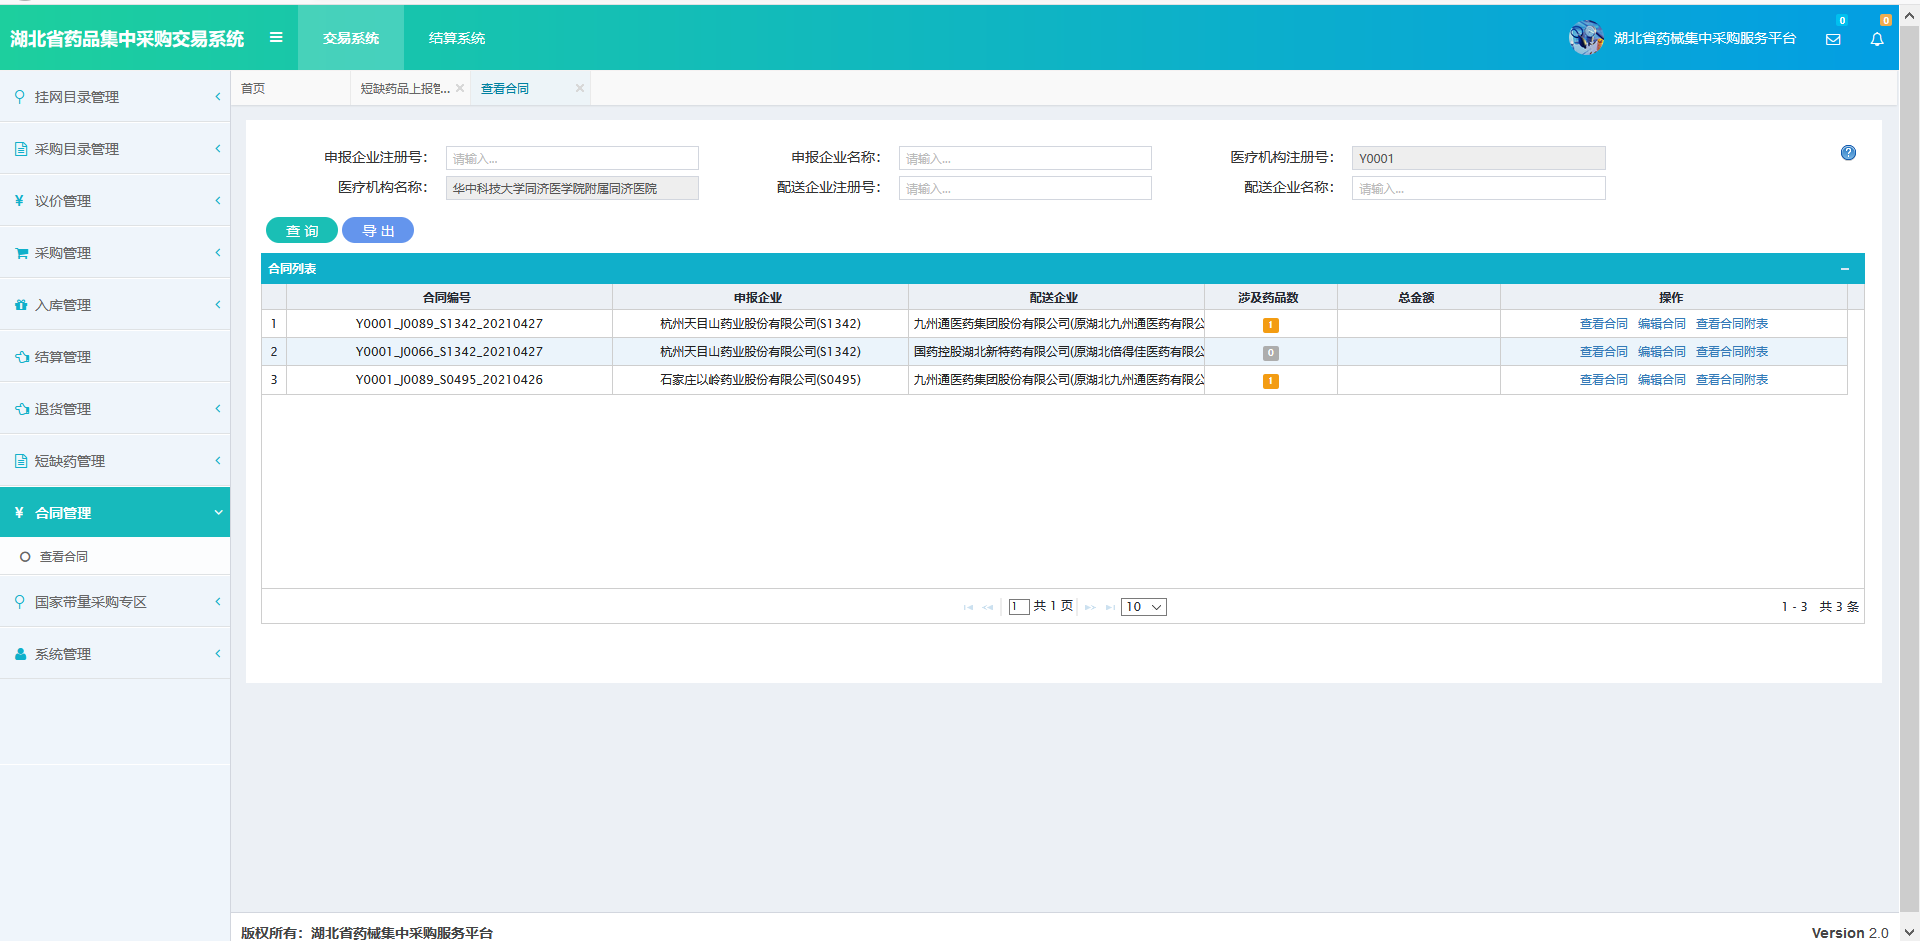 湖北省药品集中采购交易系统
交易系统
结算系统
湖北省药械集中采购服务平台
0
0
挂网目录管理
采购目录管理
议价管理
采购管理
入库管理
结算管理
退货管理
短缺药管理
合同管理
查看合同
国家带量采购专区
系统管理
首页
短缺药品上报管...
查看合同
申报企业注册号： 请输入...
申报企业名称： 请输入...
医疗机构注册号： Y0001
医疗机构名称： 华中科技大学同济医学院附属同济医院
配送企业注册号： 请输入...
配送企业名称： 请输入...
查 询
导 出
合同列表
合同编号 申报企业 配送企业 涉及药品数 总金额 操作
1 Y0001_J0089_S1342_20210427 杭州天目山药业股份有限公司(S1342) 九州通医药集团股份有限公司(原湖北九州通医药有限公 1 查看合同 编辑合同 查看合同附表
2 Y0001_J0066_S1342_20210427 杭州天目山药业股份有限公司(S1342) 国药控股湖北新特药有限公司(原湖北倍得佳医药有限公 0 查看合同 编辑合同 查看合同附表
3 Y0001_J0089_S0495_20210426 石家庄以岭药业股份有限公司(S0495) 九州通医药集团股份有限公司(原湖北九州通医药有限公 1 查看合同 编辑合同 查看合同附表
1 共 1 页 10
1 - 3 共 3 条
版权所有：湖北省药械集中采购服务平台
Version 2.0